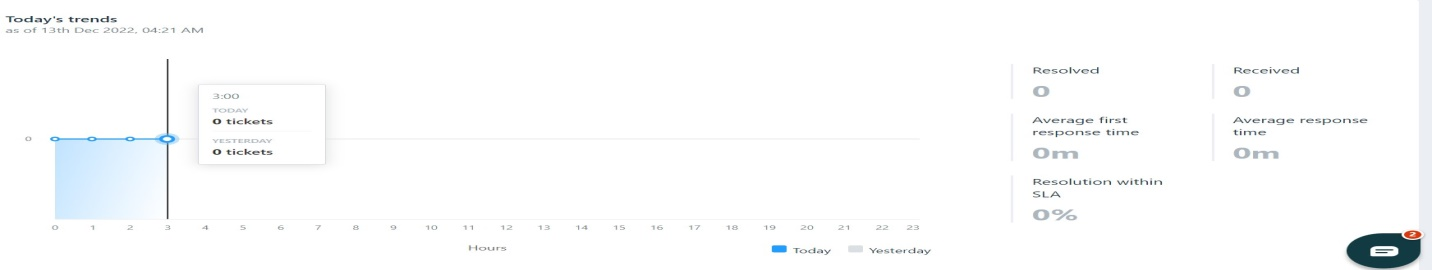 Today's trends
as of 13th Dec 2022, 04:21 AM
3:00
TODAY
0 tickets
YESTERDAY
0 tickets
0
0 1 2 3 4 5 6 7 8 9 10 11 12 13 14 15 16 17 18 19 20 21 22 23
Hours
Today Yesterday
Resolved
0
Received
0
Average first
response time
0m
Average response
time
0m
Resolution within
SLA
0%
2